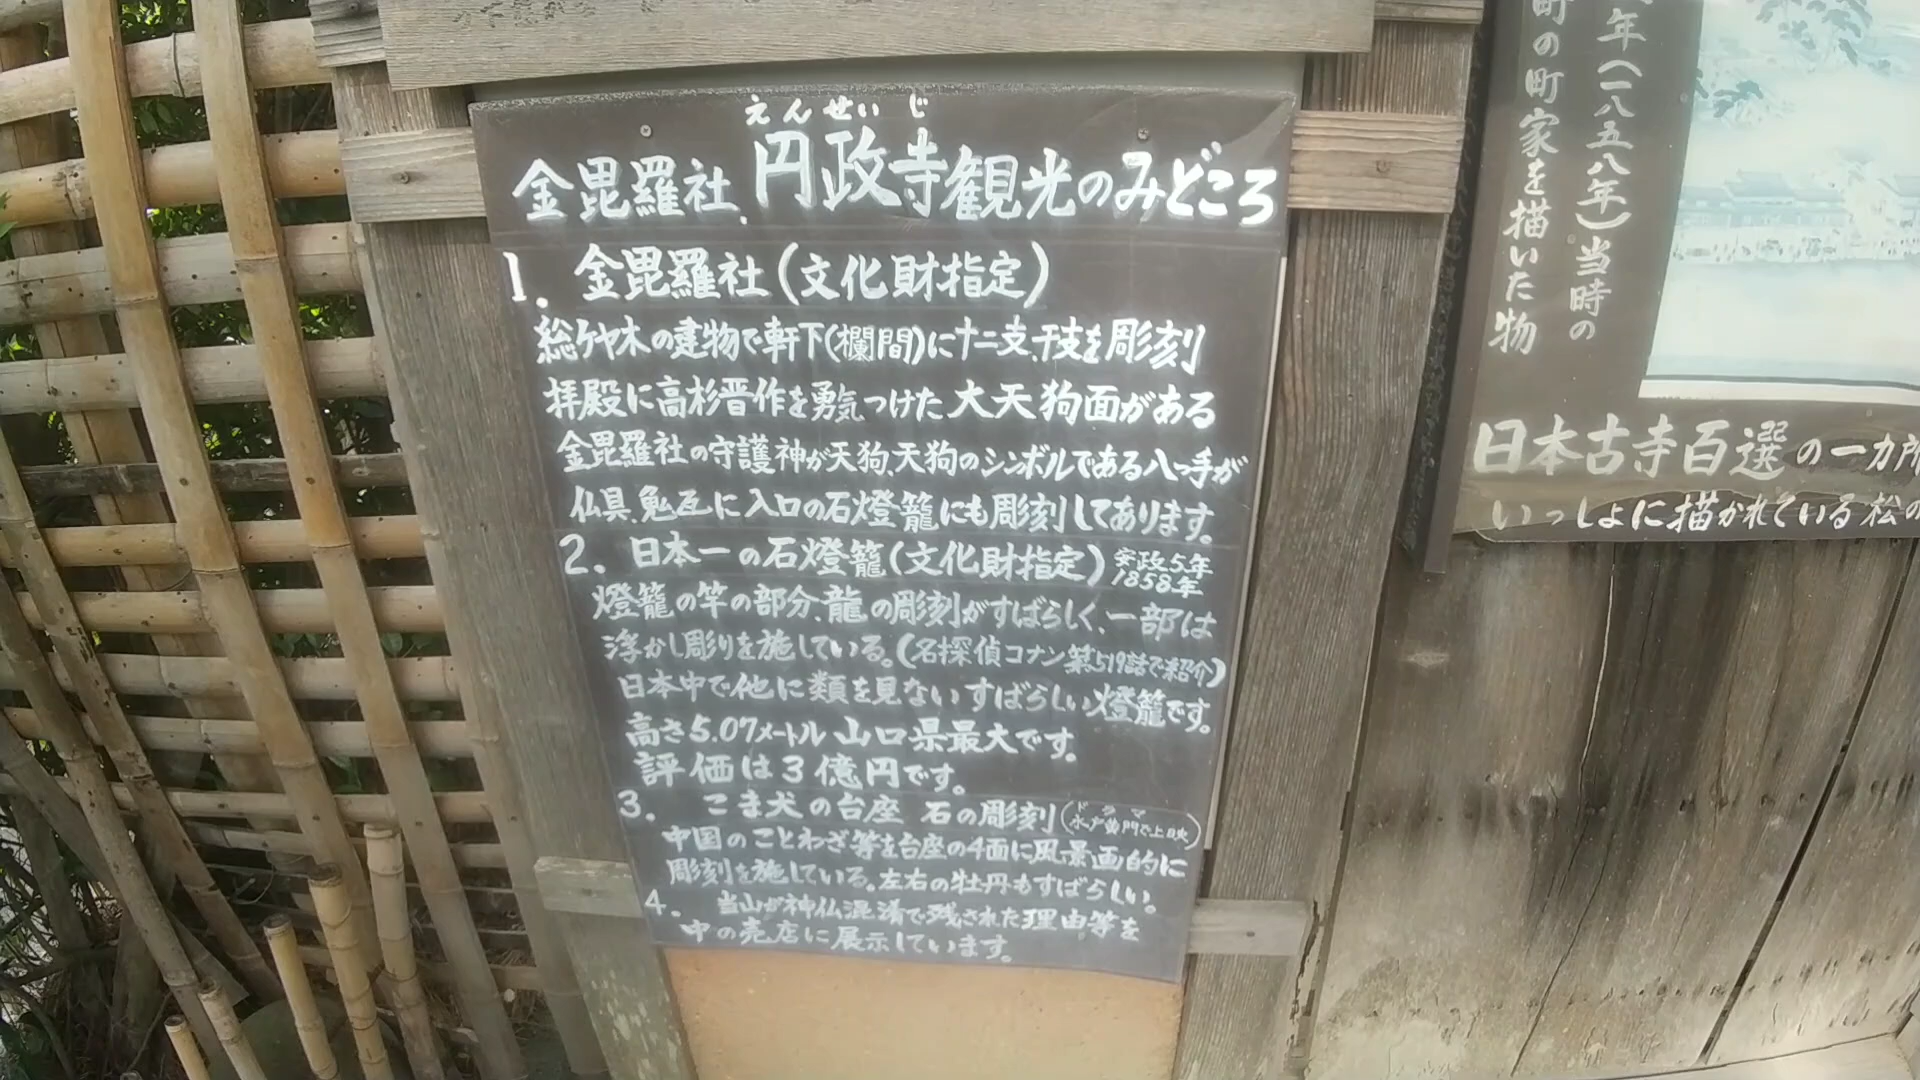 えんせいじ
金毘羅社、円政寺観光のみどころ
1. 金毘羅社(文化財指定)
総ケヤ木の建物で軒下(欄間)に十二支、干支を彫刻
拝殿に高杉晋作を勇気つけた大天狗面がある
金毘羅社の守護神が天狗、天狗のシンボルである八っ手が
仏具、鬼瓦に入口の石燈籠にも彫刻してあります。
2. 日本一の石燈籠(文化財指定)安政5年
1858年
燈籠の竿の部分、龍の彫刻がすばらしく、一部は
浮かし彫りを施している。(名探偵コナン第519話で紹介)
日本中で他に類を見ないすばらしい燈籠です。
高さ5.07メートル 山口県最大です。
評価は3億円です。
3. こま犬の台座 石の彫刻(ドラマ
水戸黄門で上映)
中国のことわざ等を台座の4面に風景画的に
彫刻を施している。左右の牡丹もすばらしい。
4. 当山が神仏混淆で残された理由等を
中の売店に展示しています。
年(一八五八年)当時の
町の町家を描いた物
日本古寺百選の一カ所
いっしょに描かれている松の